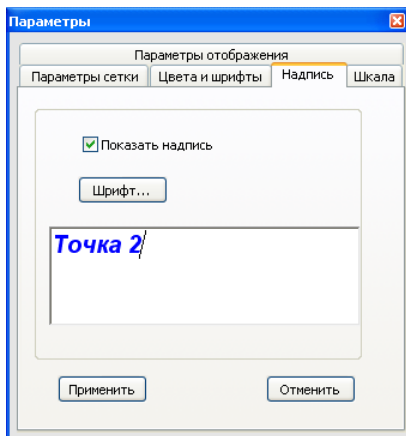 Параметры
Параметры отображения
Параметры сетки Цвета и шрифты Надпись Шкала
Показать надпись
Шрифт...
Точка 2
Применить Отменить